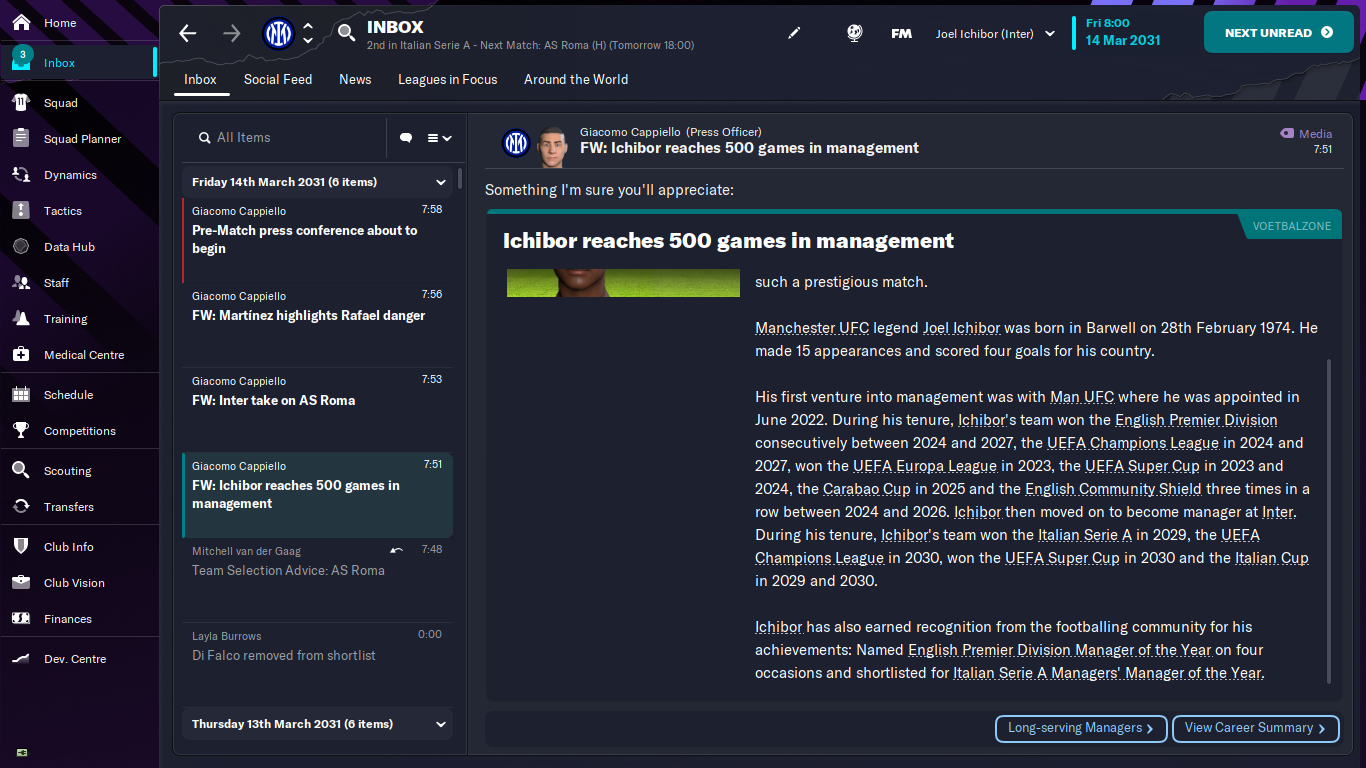 Home
3
Inbox
11
Squad
Squad Planner
Dynamics
Tactics
Data Hub
Staff
Training
Medical Centre
Schedule
Competitions
Scouting
Transfers
Club Info
Club Vision
Finances
Dev. Centre
INBOX
2nd in Italian Serie A - Next Match: AS Roma (H) (Tomorrow 18:00)
FM
Joel Ichibor (Inter)
Fri 8:00
14 Mar 2031
NEXT UNREAD
Inbox Social Feed News Leagues in Focus Around the World
All Items
Friday 14th March 2031 (6 items)
Giacomo Cappiello 7:58
Pre-Match press conference about to
begin
Giacomo Cappiello 7:56
FW: Martínez highlights Rafael danger
Giacomo Cappiello 7:53
FW: Inter take on AS Roma
Giacomo Cappiello 7:51
FW: Ichibor reaches 500 games in
management
Mitchell van der Gaag 7:48
Team Selection Advice: AS Roma
Layla Burrows 0:00
Di Falco removed from shortlist
Thursday 13th March 2031 (6 items)
Giacomo Cappiello (Press Officer)
FW: Ichibor reaches 500 games in management
Media
7:51
Something I'm sure you'll appreciate:
VOETBALZONE
Ichibor reaches 500 games in management
such a prestigious match.
Manchester UFC legend Joel Ichibor was born in Barwell on 28th February 1974. He
made 15 appearances and scored four goals for his country.
His first venture into management was with Man UFC where he was appointed in
June 2022. During his tenure, Ichibor's team won the English Premier Division
consecutively between 2024 and 2027, the UEFA Champions League in 2024 and
2027, won the UEFA Europa League in 2023, the UEFA Super Cup in 2023 and
2024, the Carabao Cup in 2025 and the English Community Shield three times in a
row between 2024 and 2026. Ichibor then moved on to become manager at Inter.
During his tenure, Ichibor's team won the Italian Serie A in 2029, the UEFA
Champions League in 2030, won the UEFA Super Cup in 2030 and the Italian Cup
in 2029 and 2030.
Ichibor has also earned recognition from the footballing community for his
achievements: Named English Premier Division Manager of the Year on four
occasions and shortlisted for Italian Serie A Managers' Manager of the Year.
Long-serving Managers
View Career Summary